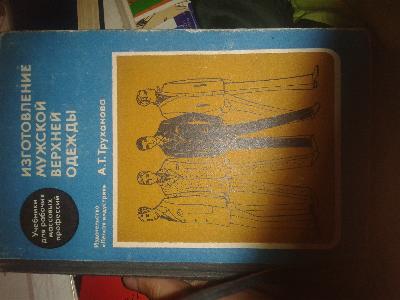 ИЗГОТОВЛЕНИЕ
МУЖСКОЙ
ВЕРХНЕЙ
ОДЕЖДЫ
А.Т.Труханова
Учебники
для рабочих
массовых
профессий
Издательство
«Легкая индустрия»